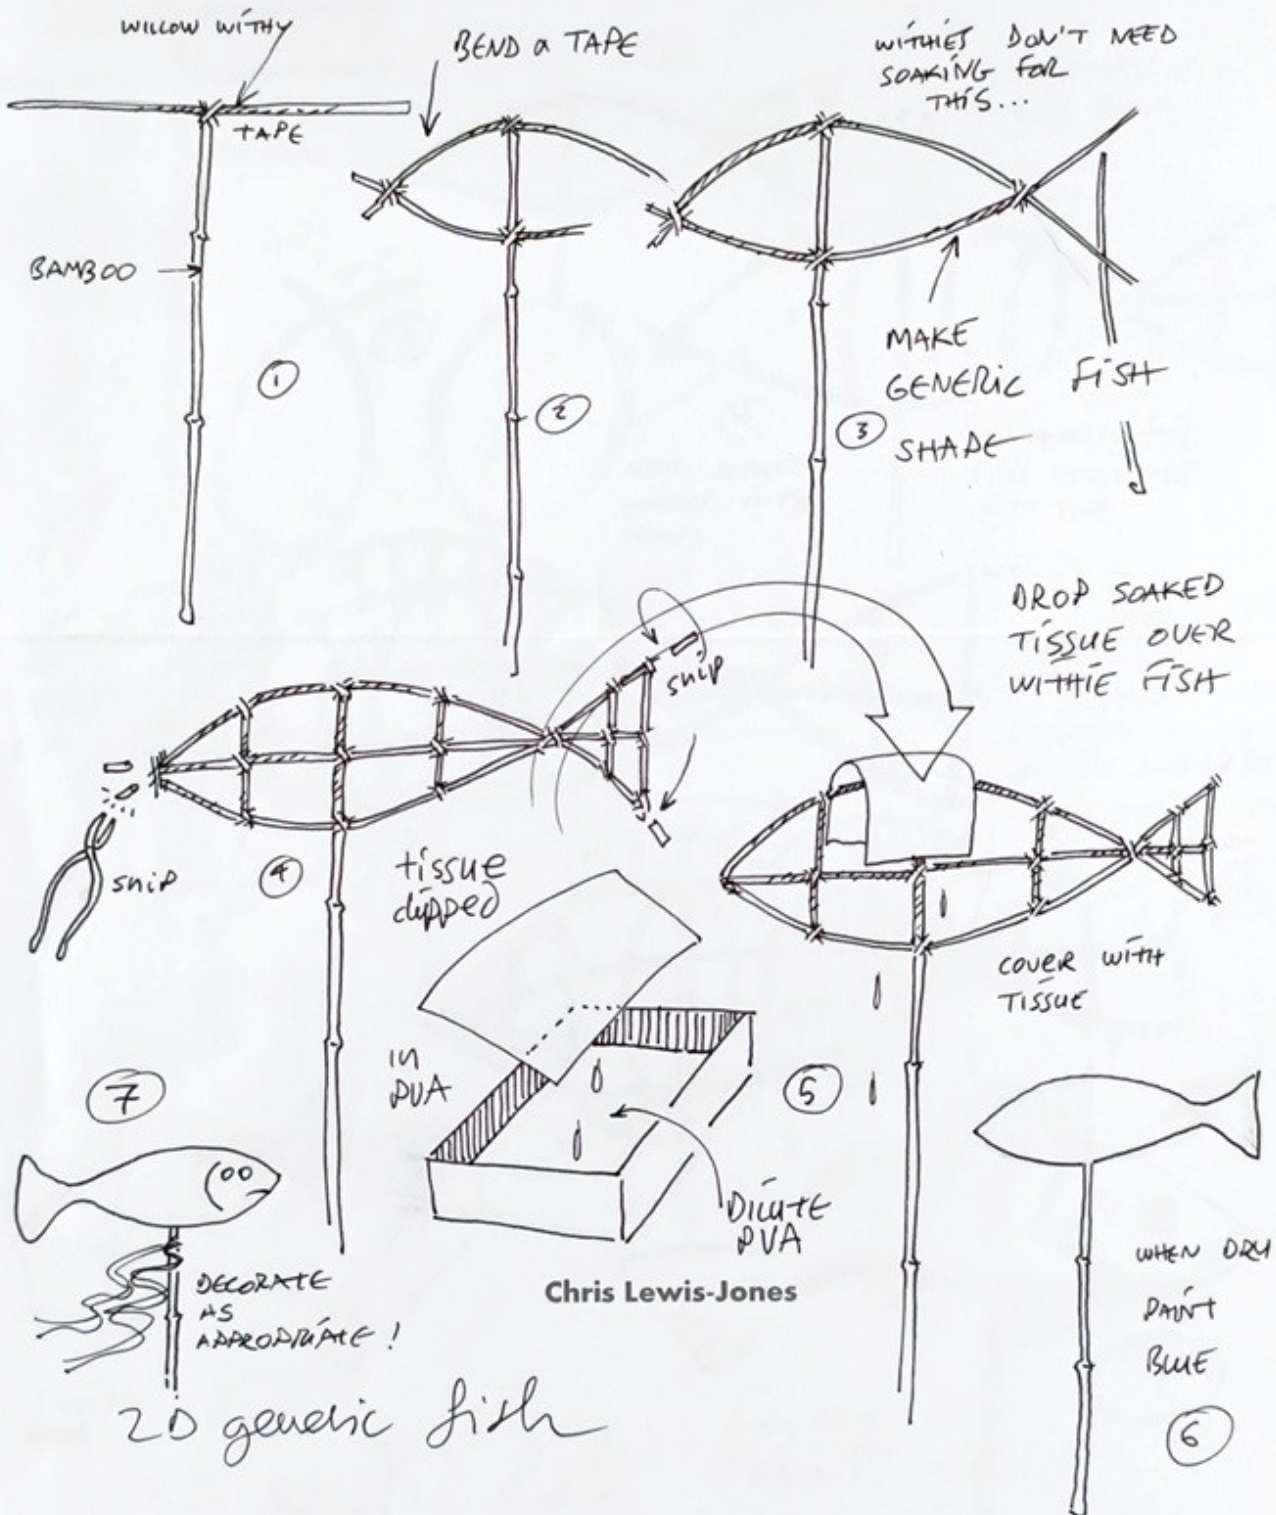 WILLOW WITHY
TAPE
BAMBOO
1
BEND & TAPE
2
WITHIES DON'T NEED
SOAKING FOR
THIS...
MAKE
GENERIC FISH
SHAPE
3
snip
snip
4
DROP SOAKED
TISSUE OVER
WITHIE FISH
tissue
dipped
in
PVA
DILUTE
PVA
COVER WITH
TISSUE
5
WHEN DRY
PAINT
BLUE
6
7
DECORATE
AS
APPROPRIATE!
Chris Lewis-Jones
2D generic fish